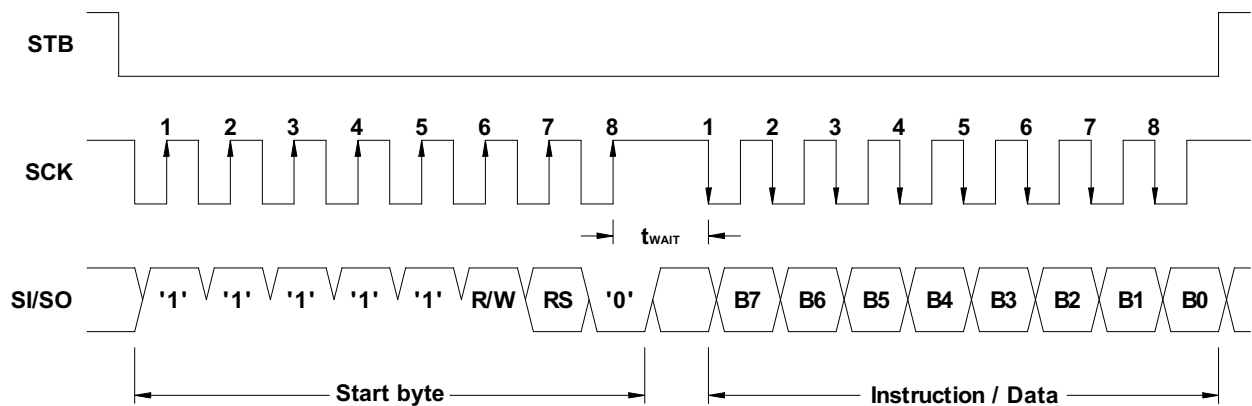 STB
1 2 3 4 5 6 7 8 1 2 3 4 5 6 7 8
SCK
tWAIT
SI/SO '1' '1' '1' '1' '1' R/W RS '0' B7 B6 B5 B4 B3 B2 B1 B0
Start byte Instruction / Data